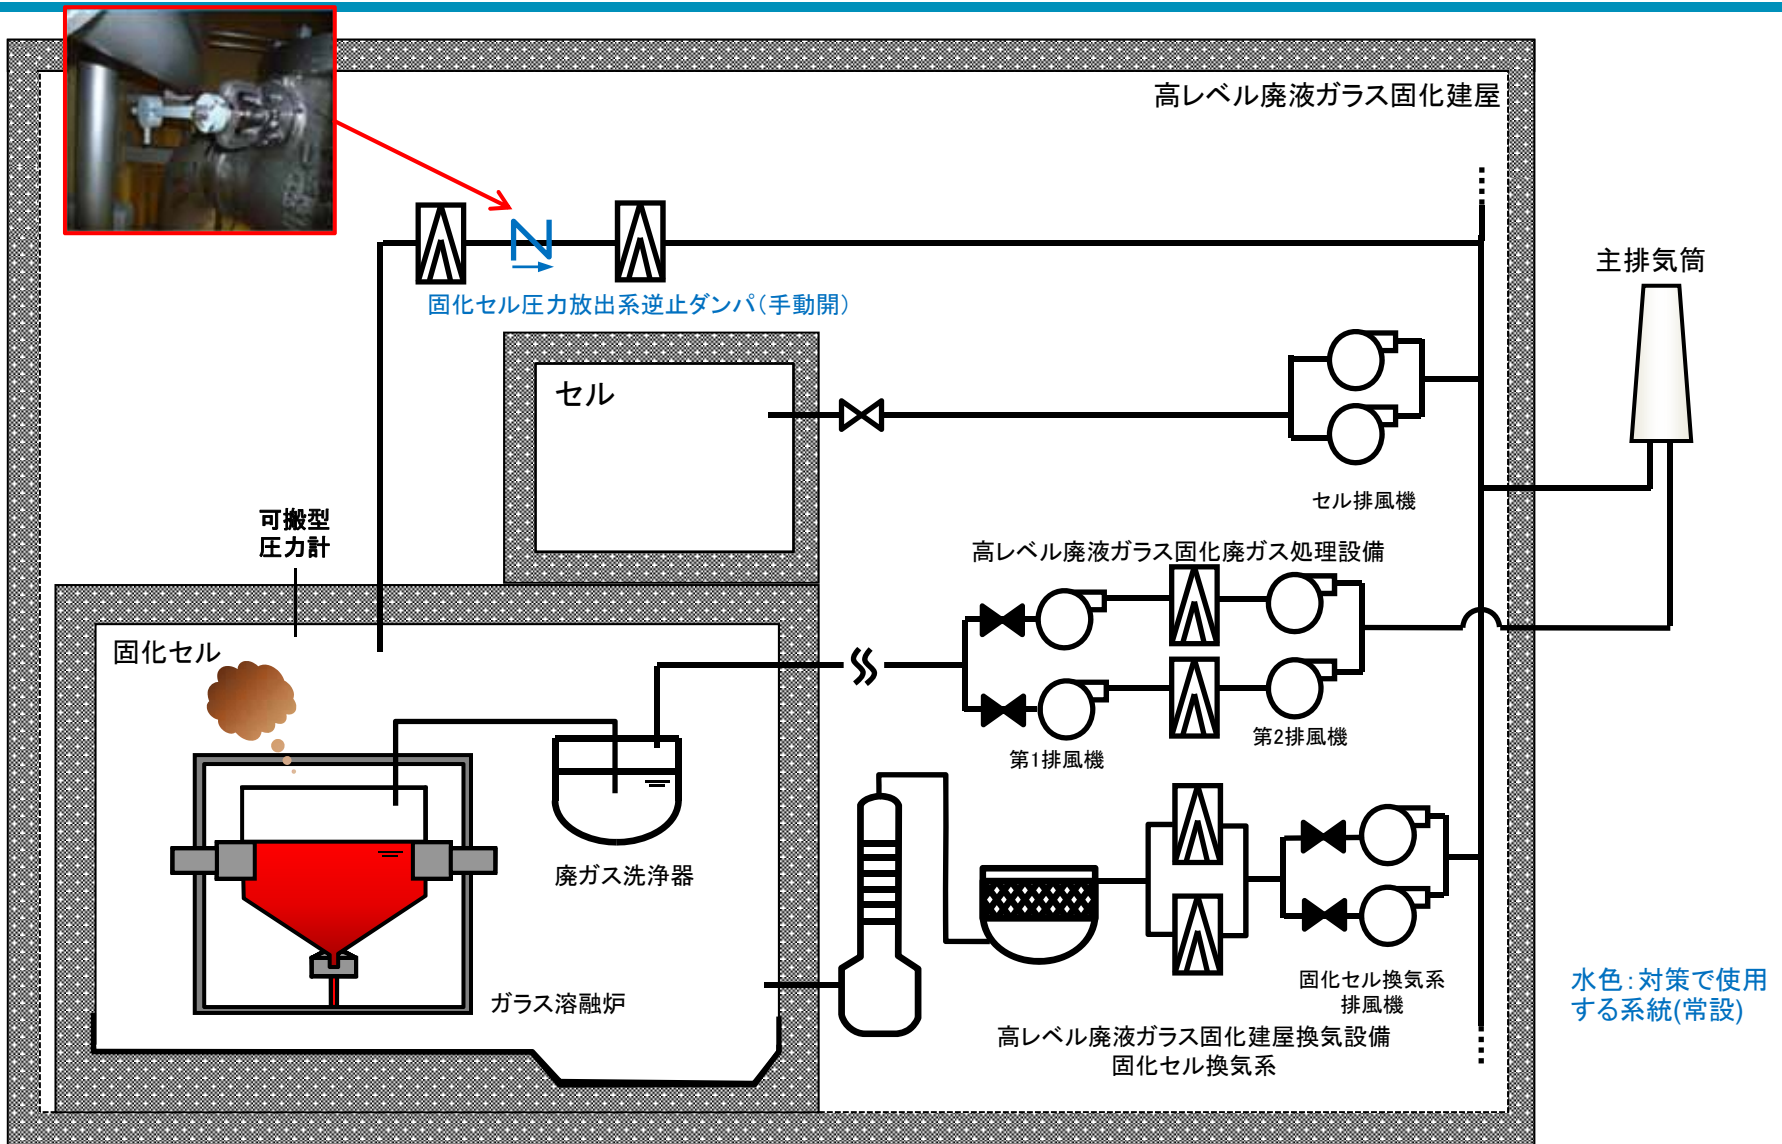 高レベル廃液ガラス固化建屋
主排気筒
固化セル圧力放出系逆止ダンパ(手動開)
セル
セル排風機
可搬型
圧力計
高レベル廃液ガラス固化廃ガス処理設備
固化セル
第1排風機
第2排風機
廃ガス洗浄器
ガラス溶融炉
固化セル換気系
排風機
高レベル廃液ガラス固化建屋換気設備
固化セル換気系
水色:対策で使用
する系統(常設)